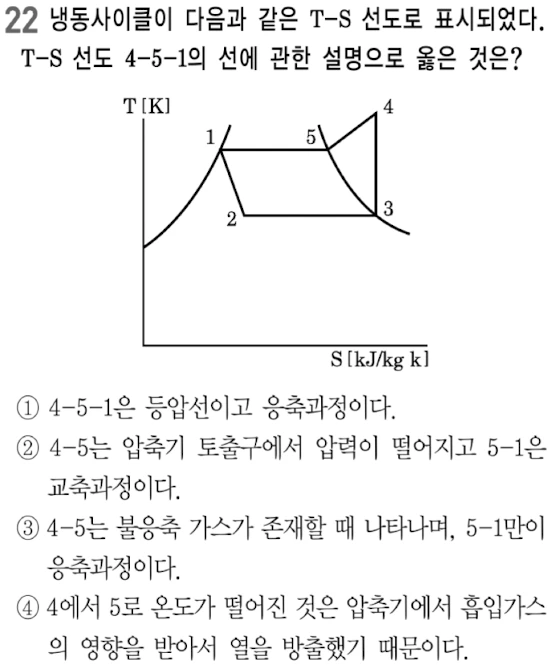 22 냉동사이클이 다음과 같은 T-S 선도로 표시되었다.
T-S 선도 4-5-1의 선에 관한 설명으로 옳은 것은?
T[K]
4
1
5
2
3
S[kJ/kg k]
① 4-5-1은 등압선이고 응축과정이다.
② 4-5는 압축기 토출구에서 압력이 떨어지고 5-1은
교축과정이다.
③ 4-5는 불응축 가스가 존재할 때 나타나며, 5-1만이
응축과정이다.
④ 4에서 5로 온도가 떨어진 것은 압축기에서 흡입가스
의 영향을 받아서 열을 방출했기 때문이다.